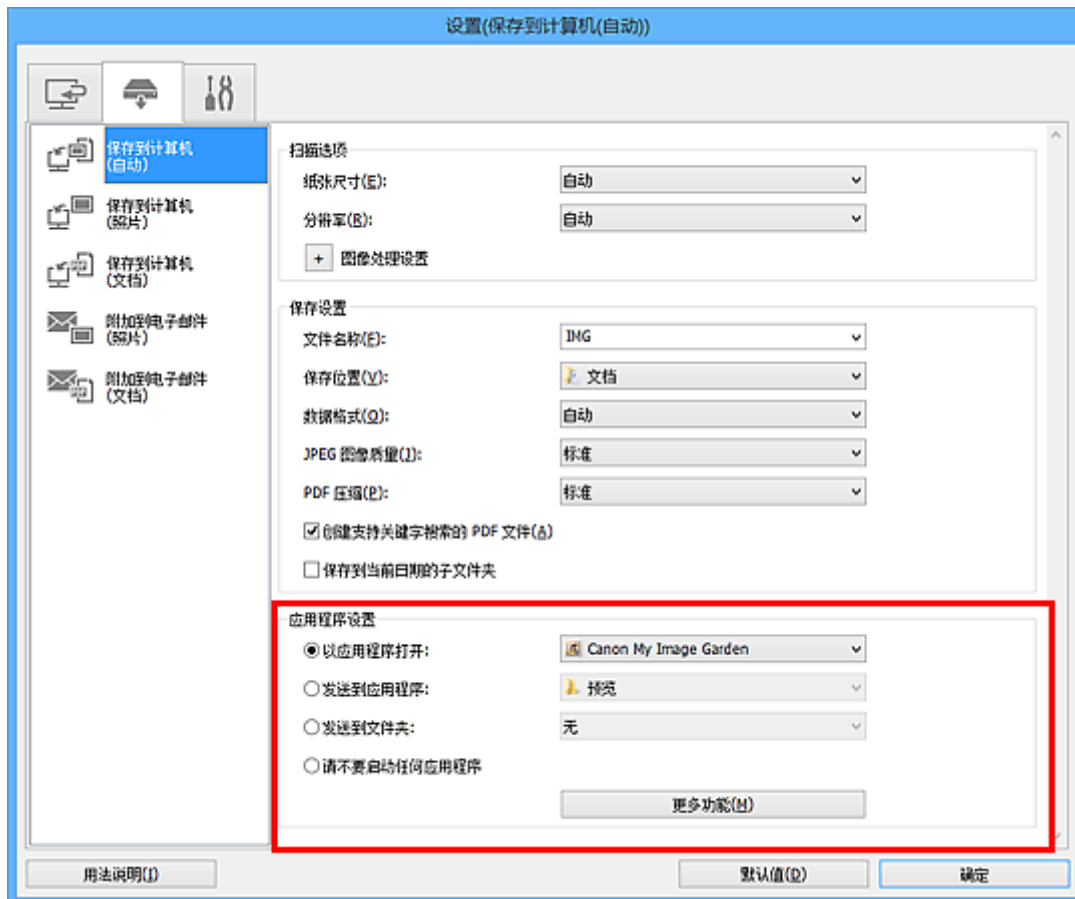 设置(保存到计算机(自动))
保存到计算机
(自动)
保存到计算机
(照片)
保存到计算机
(文档)
附加到电子邮件
(照片)
附加到电子邮件
(文档)
扫描选项
纸张尺寸(E): 自动
分辨率(R): 自动
+ 图像处理设置
保存设置
文件名称(F): IMG
保存位置(V): 文档
数据格式(O): 自动
JPEG 图像质量(J): 标准
PDF 压缩(P): 标准
创建支持关键字搜索的 PDF 文件(A)
保存到当前日期的子文件夹
应用程序设置
以应用程序打开: Canon My Image Garden
发送到应用程序: 预览
发送到文件夹: 无
请不要启动任何应用程序
更多功能(M)
用法说明(I) 默认值(D) 确定